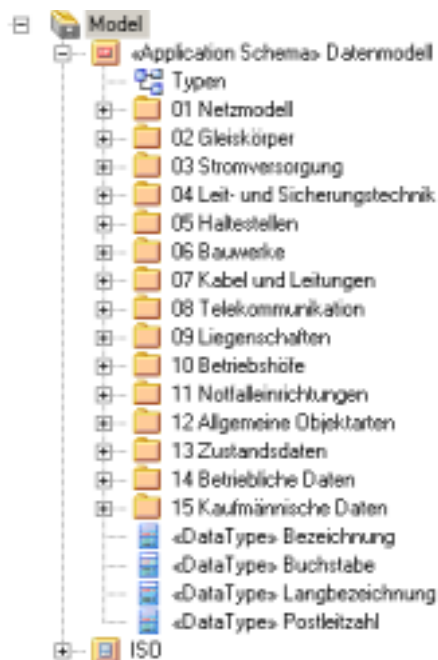 Model
«Application Schema» Datenmodell
Typen
01 Netzmodell
02 Gleiskörper
03 Stromversorgung
04 Leit- und Sicherungstechnik
05 Haltestellen
06 Bauwerke
07 Kabel und Leitungen
08 Telekommunikation
09 Liegenschaften
10 Betriebshöfe
11 Notfalleinrichtungen
12 Allgemeine Objektarten
13 Zustandsdaten
14 Betriebliche Daten
15 Kaufmännische Daten
«DataType» Bezeichnung
«DataType» Buchstabe
«DataType» Langbezeichnung
«DataType» Postleitzahl
ISO